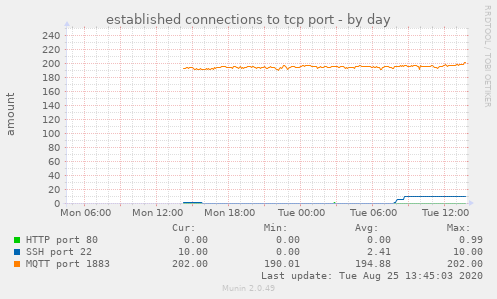 established connections to tcp port - by day
RRDTOOL / TOBI OETIKER
amount
240
220
200
180
160
140
120
100
80
60
40
20
0
Mon 06:00 Mon 12:00 Mon 18:00 Tue 00:00 Tue 06:00 Tue 12:00
Cur: Min: Avg: Max:
HTTP port 80 0.00 0.00 0.00 0.99
SSH port 22 10.00 0.00 2.41 10.00
MQTT port 1883 202.00 190.01 194.88 202.00
Last update: Tue Aug 25 13:45:03 2020
Munin 2.0.49